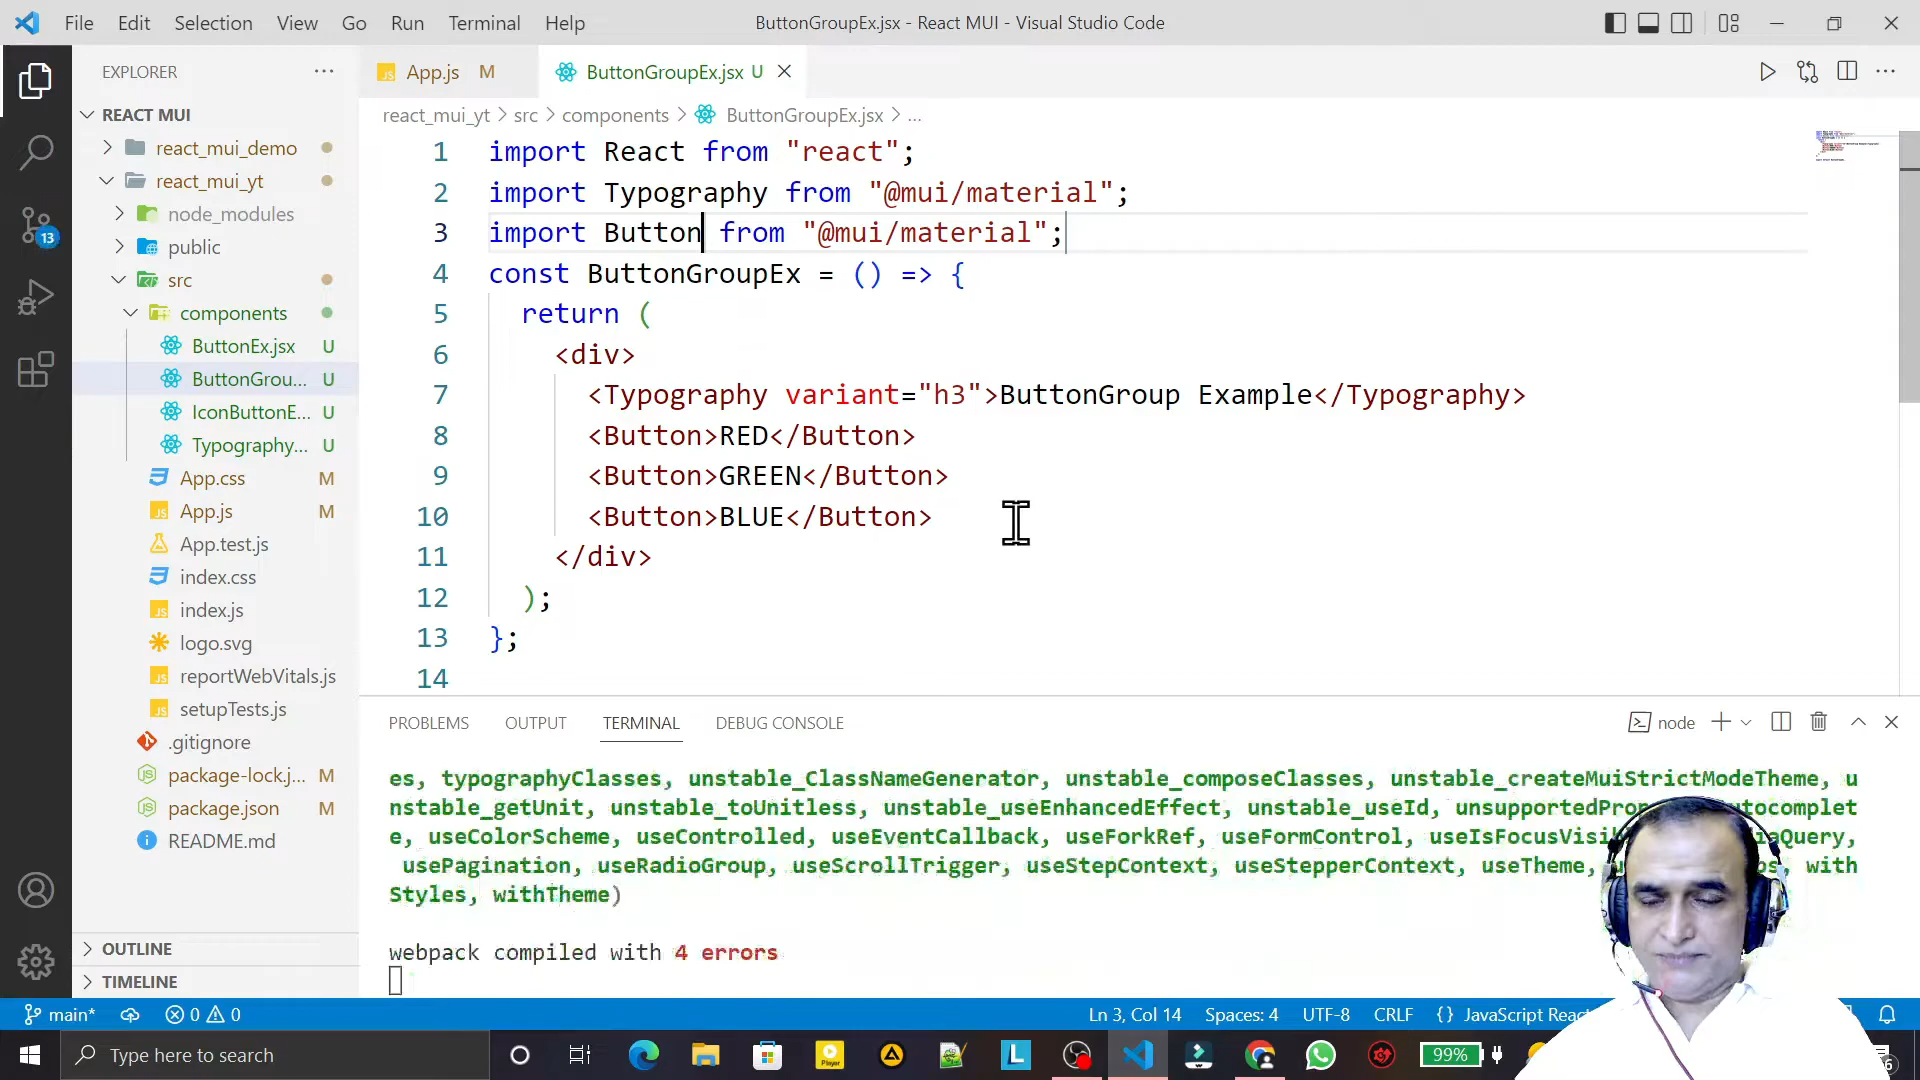 File Edit Selection View Go Run Terminal Help ButtonGroupEx.jsx - React MUI - Visual Studio Code
EXPLORER
REACT MUI
react_mui_demo
react_mui_yt
node_modules
public
src
components
ButtonEx.jsx U
ButtonGrou... U
IconButtonE... U
Typography... U
App.css M
App.js M
App.test.js
index.css
index.js
logo.svg
reportWebVitals.js
setupTests.js
.gitignore
package-lock.j... M
package.json M
README.md
OUTLINE
TIMELINE
13
App.js M ButtonGroupEx.jsx U
react_mui_yt > src > components > ButtonGroupEx.jsx > ...
1 import React from "react";
2 import Typography from "@mui/material";
3 import Button from "@mui/material";
4 const ButtonGroupEx = () => {
5 return (
6 <div>
7 <Typography variant="h3">ButtonGroup Example</Typography>
8 <Button>RED</Button>
9 <Button>GREEN</Button>
10 <Button>BLUE</Button>
11 </div>
12 );
13 };
14
PROBLEMS OUTPUT TERMINAL DEBUG CONSOLE node
es, typographyClasses, unstable_ClassNameGenerator, unstable_composeClasses, unstable_createMuiStrictModeTheme, u
nstable_getUnit, unstable_toUnitless, unstable_useEnhancedEffect, unstable_useId, unsupportedPro
e, useColorScheme, useControlled, useEventCallback, useForkRef, useFormControl, useIsFocusVisi
usePagination, useRadioGroup, useScrollTrigger, useStepContext, useStepperContext, useTheme, with
Styles, withTheme)
webpack compiled with 4 errors
main* 0 0 Ln 3, Col 14 Spaces: 4 UTF-8 CRLF {} JavaScript Reac
Type here to search 99%